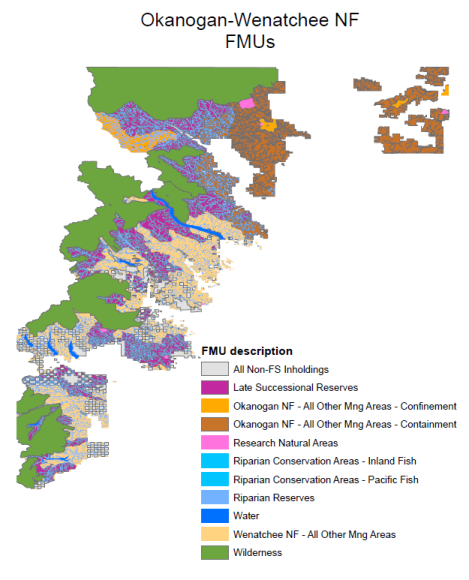 Okanogan-Wenatchee NF
FMUs
FMU description
All Non-FS Inholdings
Late Successional Reserves
Okanogan NF - All Other Mng Areas - Confinement
Okanogan NF - All Other Mng Areas - Containment
Research Natural Areas
Riparian Conservation Areas - Inland Fish
Riparian Conservation Areas - Pacific Fish
Riparian Reserves
Water
Wenatchee NF - All Other Mng Areas
Wilderness